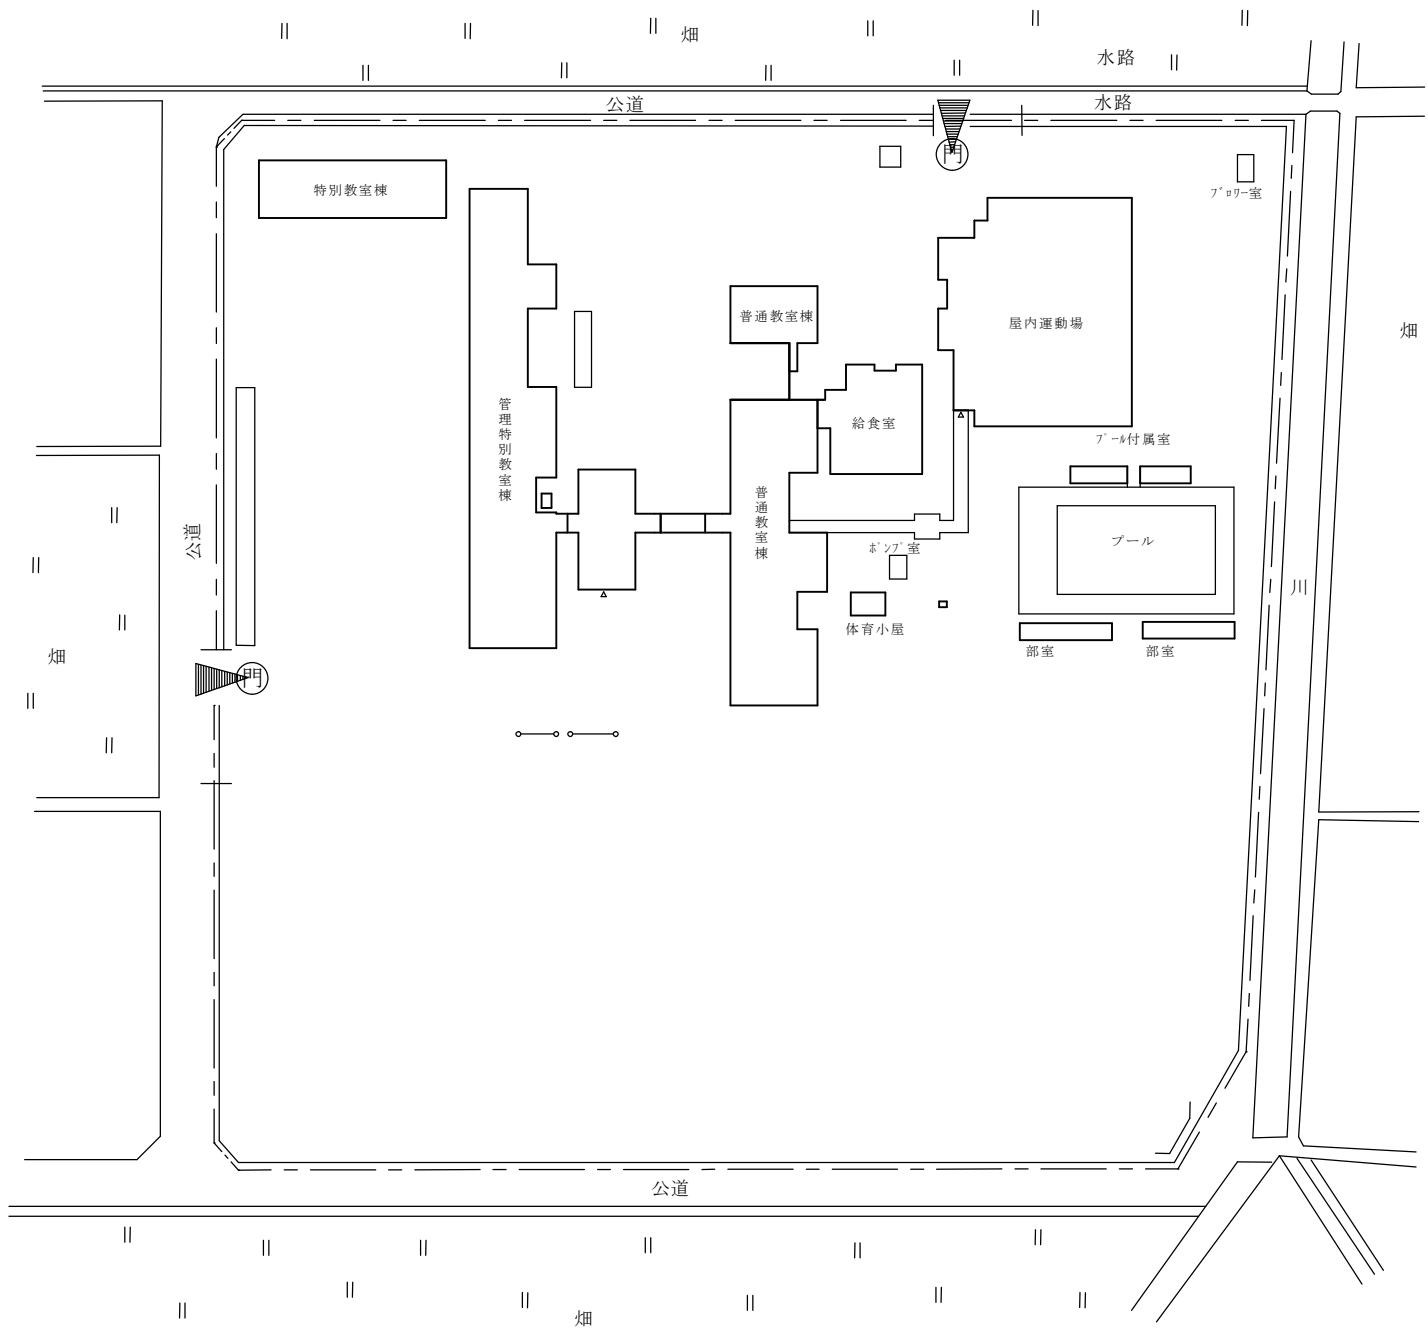 畑
水路
公道
水路
門
特別教室棟
ﾌﾞﾛﾜｰ室
普通教室棟
屋内運動場
畑
管理特別教室棟
給食室
ﾌﾟｰﾙ付属室
普通教室棟
公道
ﾎﾟﾝﾌﾟ室
プール
川
体育小屋
部室
部室
畑
門
公道
畑